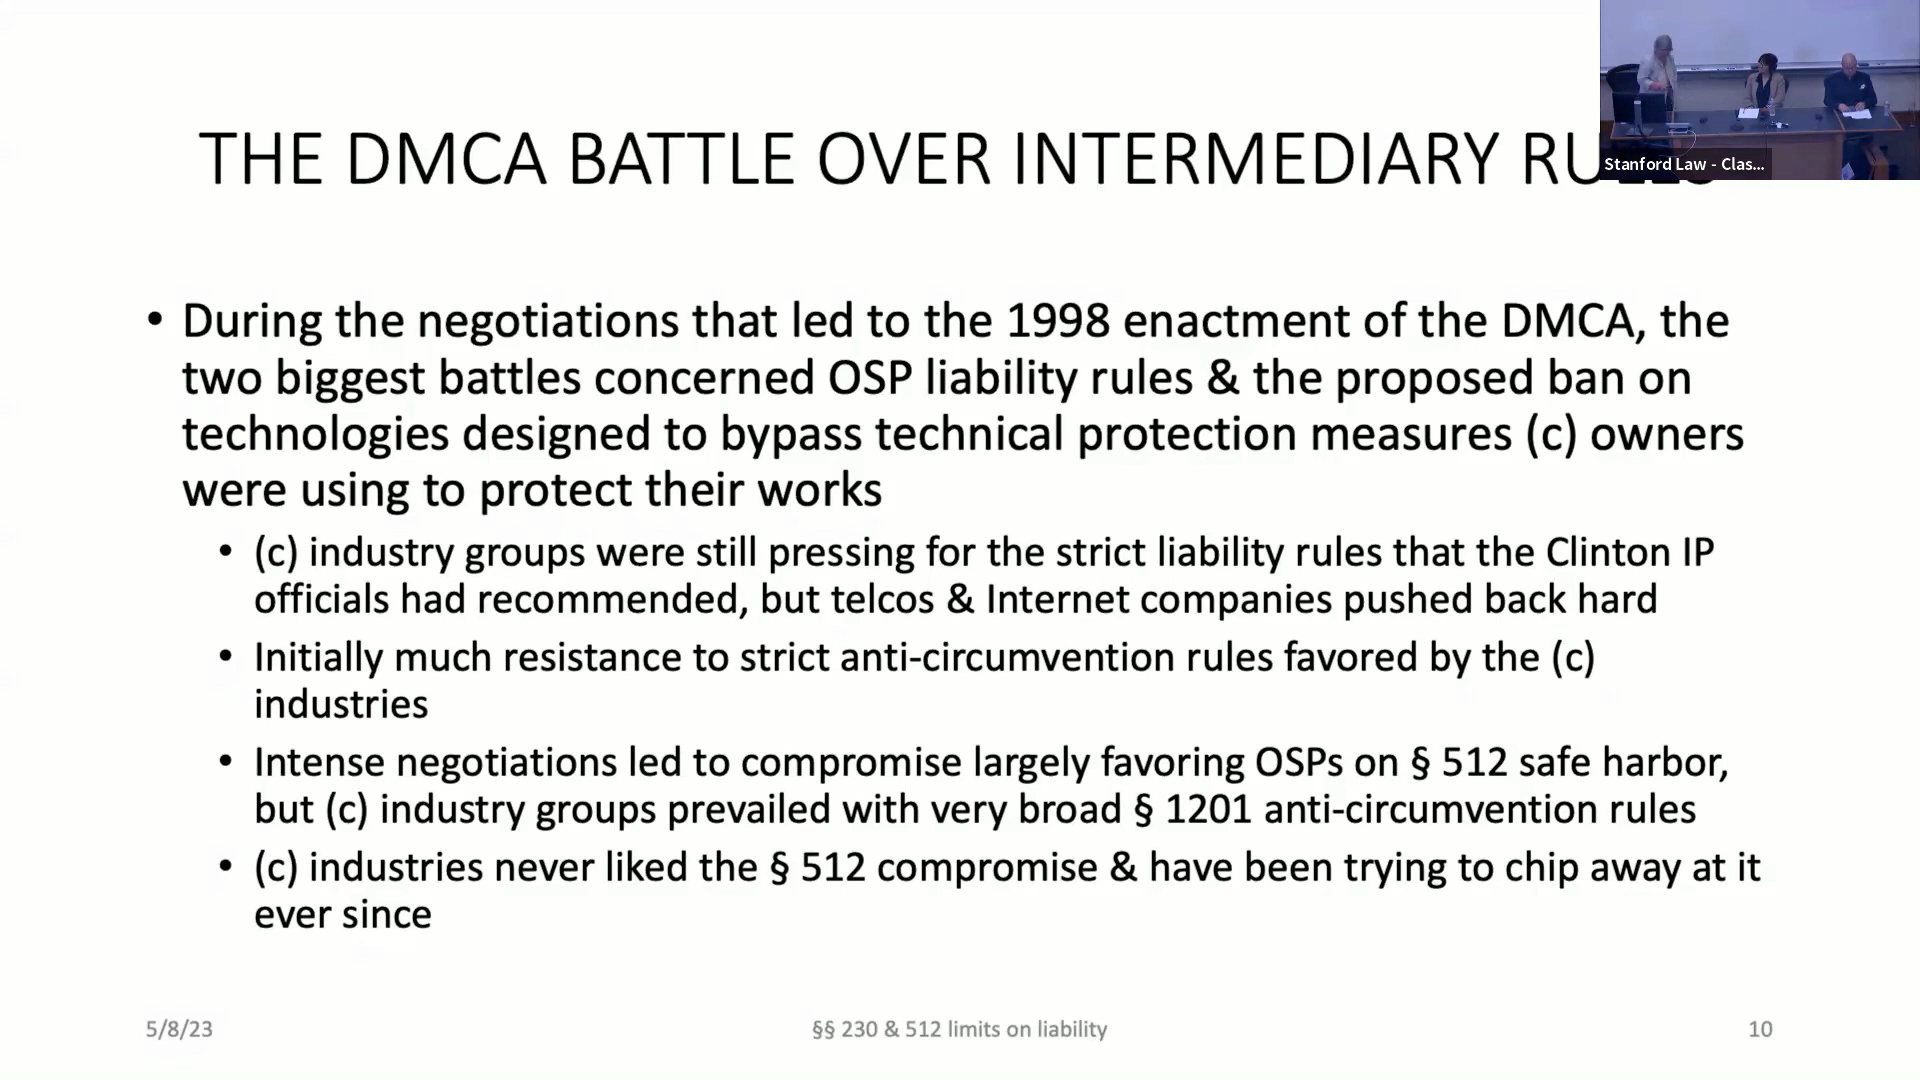 THE DMCA BATTLE OVER INTERMEDIARY
Stanford Law - Clas...
• During the negotiations that led to the 1998 enactment of the DMCA, the
two biggest battles concerned OSP liability rules & the proposed ban on
technologies designed to bypass technical protection measures (c) owners
were using to protect their works
• (c) industry groups were still pressing for the strict liability rules that the Clinton IP
officials had recommended, but telcos & Internet companies pushed back hard
• Initially much resistance to strict anti-circumvention rules favored by the (c)
industries
• Intense negotiations led to compromise largely favoring OSPs on § 512 safe harbor,
but (c) industry groups prevailed with very broad § 1201 anti-circumvention rules
• (c) industries never liked the § 512 compromise & have been trying to chip away at it
ever since
5/8/23
§§ 230 & 512 limits on liability
10